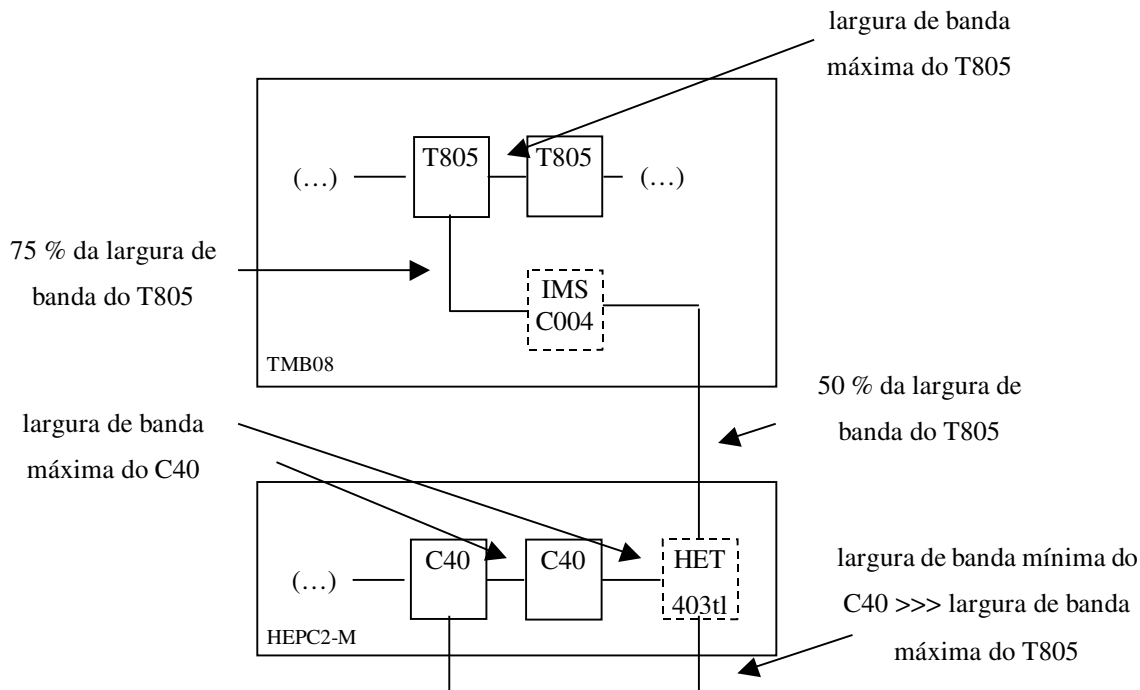 largura de banda
máxima do T805
T805
T805
(…)
(…)
75 % da largura de
banda do T805
IMS
C004
TMB08
50 % da largura de
banda do T805
largura de banda
máxima do C40
C40
C40
HET
403tl
(…)
HEPC2-M
largura de banda mínima do
C40 >>> largura de banda
máxima do T805